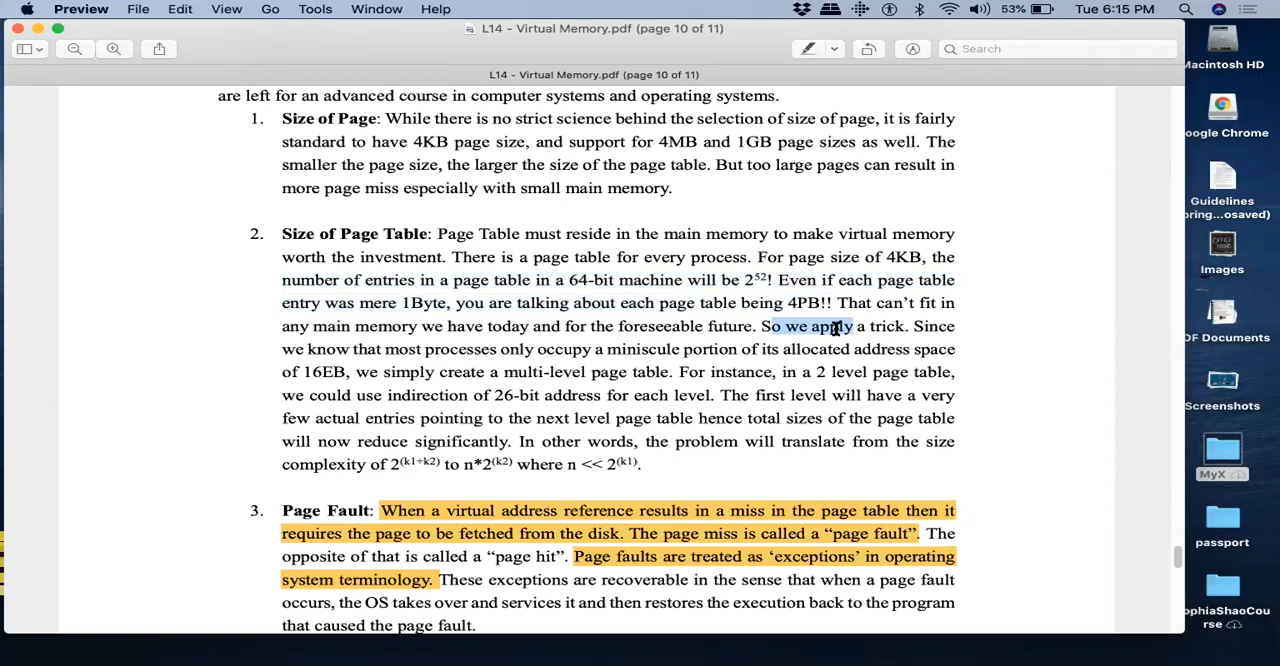 Preview File Edit View Go Tools Window Help 53% Tue 6:15 PM
L14 - Virtual Memory.pdf (page 10 of 11)
Search
L14 - Virtual Memory.pdf (page 10 of 11)
are left for an advanced course in computer systems and operating systems.
1. Size of Page: While there is no strict science behind the selection of size of page, it is fairly
standard to have 4KB page size, and support for 4MB and 1GB page sizes as well. The
smaller the page size, the larger the size of the page table. But too large pages can result in
more page miss especially with small main memory.
2. Size of Page Table: Page Table must reside in the main memory to make virtual memory
worth the investment. There is a page table for every process. For page size of 4KB, the
number of entries in a page table in a 64-bit machine will be 2⁵²! Even if each page table
entry was mere 1Byte, you are talking about each page table being 4PB!! That can't fit in
any main memory we have today and for the foreseeable future. So we apply a trick. Since
we know that most processes only occupy a miniscule portion of its allocated address space
of 16EB, we simply create a multi-level page table. For instance, in a 2 level page table,
we could use indirection of 26-bit address for each level. The first level will have a very
few actual entries pointing to the next level page table hence total sizes of the page table
will now reduce significantly. In other words, the problem will translate from the size
complexity of 2(k1+k2) to n*2(k2) where n << 2(k1).
3. Page Fault: When a virtual address reference results in a miss in the page table then it
requires the page to be fetched from the disk. The page miss is called a “page fault”. The
opposite of that is called a “page hit”. Page faults are treated as ‘exceptions’ in operating
system terminology. These exceptions are recoverable in the sense that when a page fault
occurs, the OS takes over and services it and then restores the execution back to the program
that caused the page fault.
Macintosh HD
oogle Chrome
Guidelines
pring...osaved)
Images
DF Documents
Screenshots
MyX
passport
ophiaShaoCou
rse